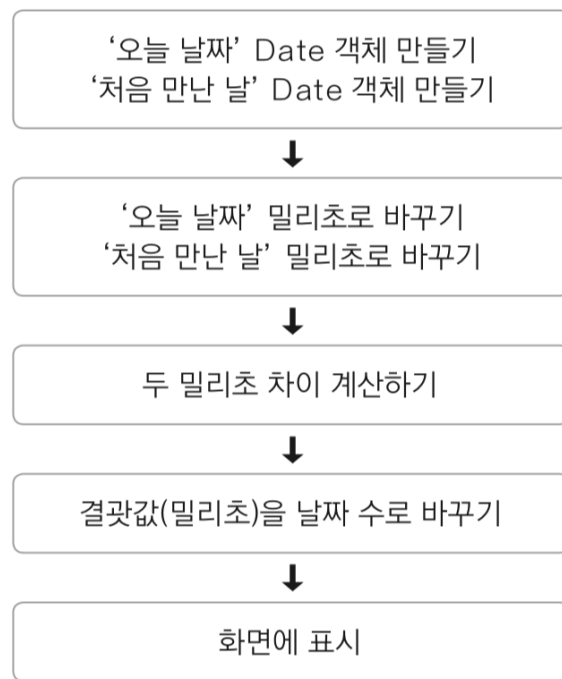 ‘오늘 날짜’ Date 객체 만들기
‘처음 만난 날’ Date 객체 만들기
‘오늘 날짜’ 밀리초로 바꾸기
‘처음 만난 날’ 밀리초로 바꾸기
두 밀리초 차이 계산하기
결괏값(밀리초)을 날짜 수로 바꾸기
화면에 표시